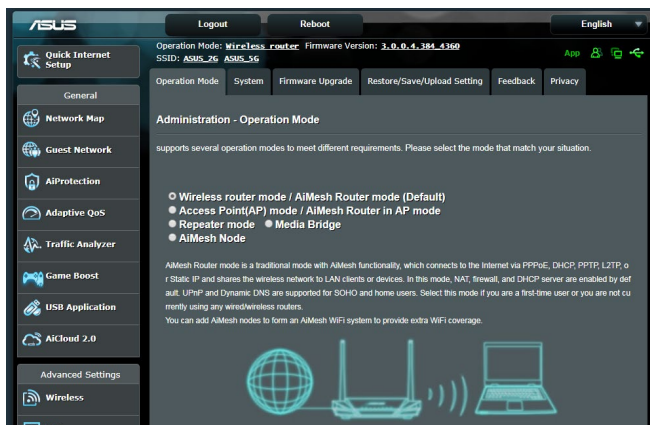 ASUS
Logout
Reboot
English
Quick Internet
Setup
Operation Mode: Wireless router Firmware Version: 3.0.0.4.384_4360
SSID: ASUS_2G ASUS_5G
App
Operation Mode System Firmware Upgrade Restore/Save/Upload Setting Feedback Privacy
General
Network Map
Guest Network
AiProtection
Adaptive QoS
Traffic Analyzer
Game Boost
USB Application
AiCloud 2.0
Advanced Settings
Wireless
Administration - Operation Mode
supports several operation modes to meet different requirements. Please select the mode that match your situation.
Wireless router mode / AiMesh Router mode (Default)
Access Point(AP) mode / AiMesh Router in AP mode
Repeater mode Media Bridge
AiMesh Node
AiMesh Router mode is a traditional mode with AiMesh functionality, which connects to the Internet via PPPoE, DHCP, PPTP, L2TP, o
r Static IP and shares the wireless network to LAN clients or devices. In this mode, NAT, firewall, and DHCP server are enabled by def
ault. UPnP and Dynamic DNS are supported for SOHO and home users. Select this mode if you are a first-time user or you are not cu
rrently using any wired/wireless routers.
You can add AiMesh nodes to form an AiMesh WiFi system to provide extra WiFi coverage.